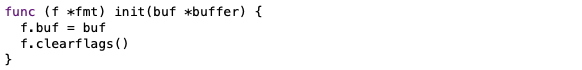 func (f *fmt) init(buf *buffer) {
  f.buf = buf
  f.clearflags()
}